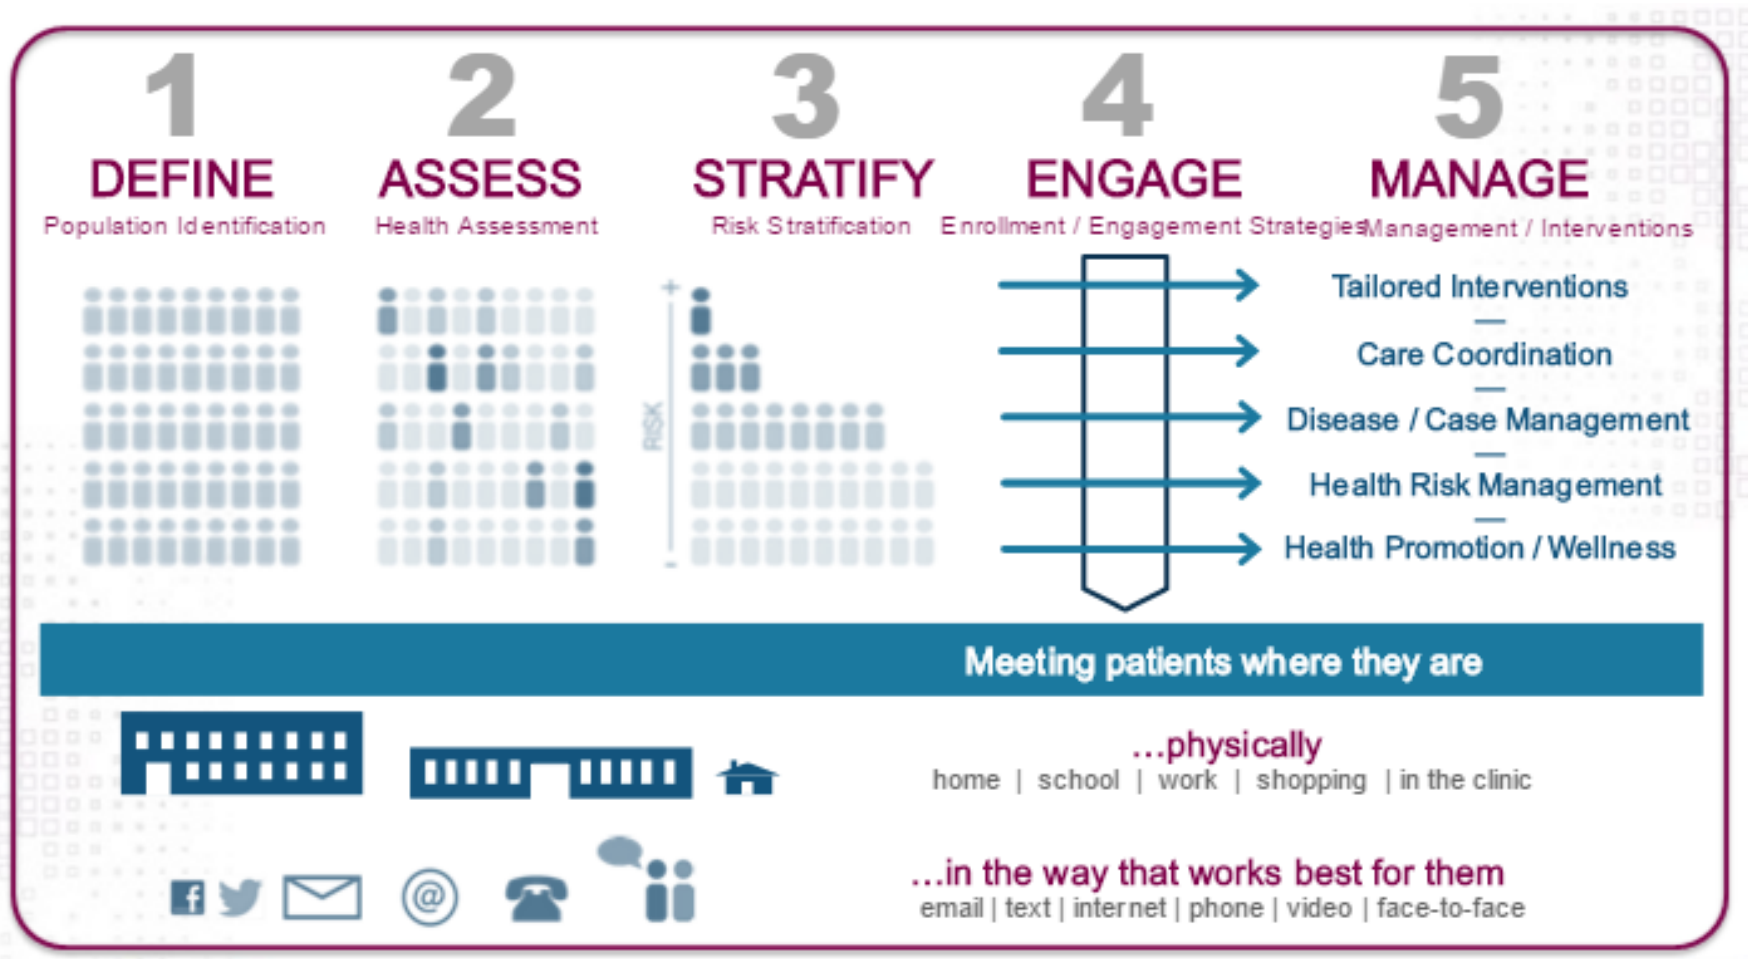 1
2
3
4
5
DEFINE
ASSESS
STRATIFY
ENGAGE
MANAGE
Population Identification
Health Assessment
Risk Stratification
Enrollment / Engagement Strategies
Management / Interventions
+
RISK
-
Tailored Interventions
Care Coordination
Disease / Case Management
Health Risk Management
Health Promotion / Wellness
Meeting patients where they are
...physically
home | school | work | shopping | in the clinic
...in the way that works best for them
email | text | internet | phone | video | face-to-face
f
@